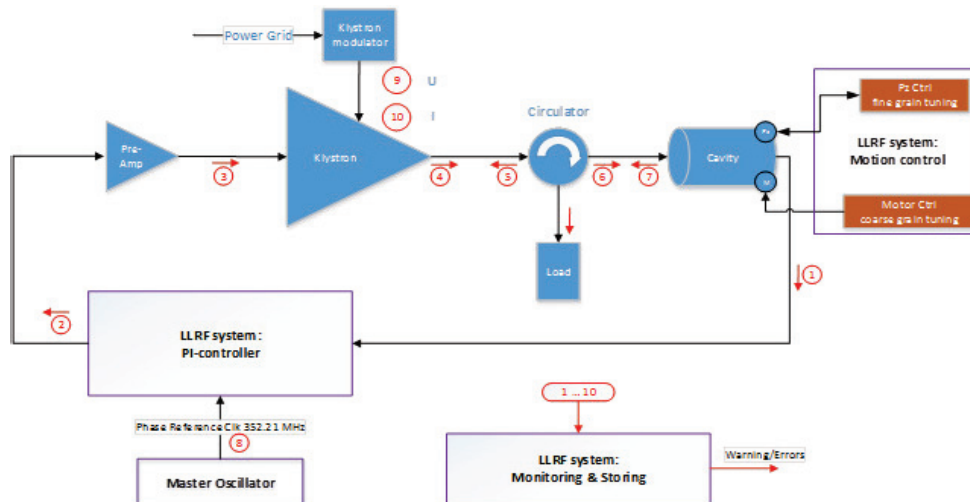 Klystron
modulator
Power Grid
9
U
10
I
Circulator
Pz Ctrl
fine grain tuning
Pre-
Amp
Klystron
Pz
Cavity
LLRF system:
Motion control
3
4
5
6
7
M
Motor Ctrl
coarse grain tuning
Load
1
2
LLRF system:
PI-controller
1 ... 10
Phase Reference Clk 352.21 MHz
8
Master Oscillator
LLRF system:
Monitoring & Storing
Warning/Errors